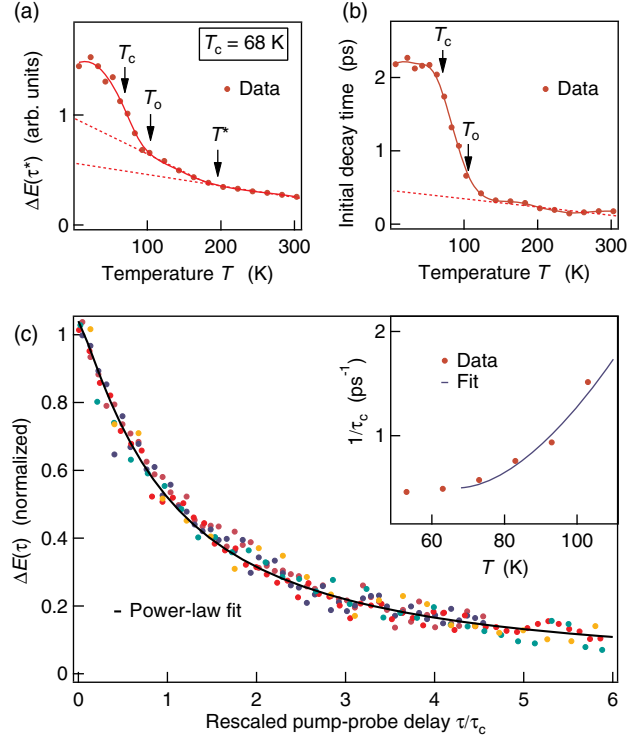 (a)
T_c
T_c = 68 K
T_o
Data
T*
ΔE(τ*) (arb. units)
1
0
100
200
300
Temperature T (K)
(b)
T_c
Data
T_o
Initial decay time (ps)
2
1
0
100
200
300
Temperature T (K)
(c)
ΔE(τ) (normalized)
1
0.8
0.6
0.4
0.2
0
Power-law fit
0
1
2
3
4
5
6
Rescaled pump-probe delay τ/τ_c
Data
Fit
1/τ_c (ps⁻¹)
2
1
60
80
100
T (K)